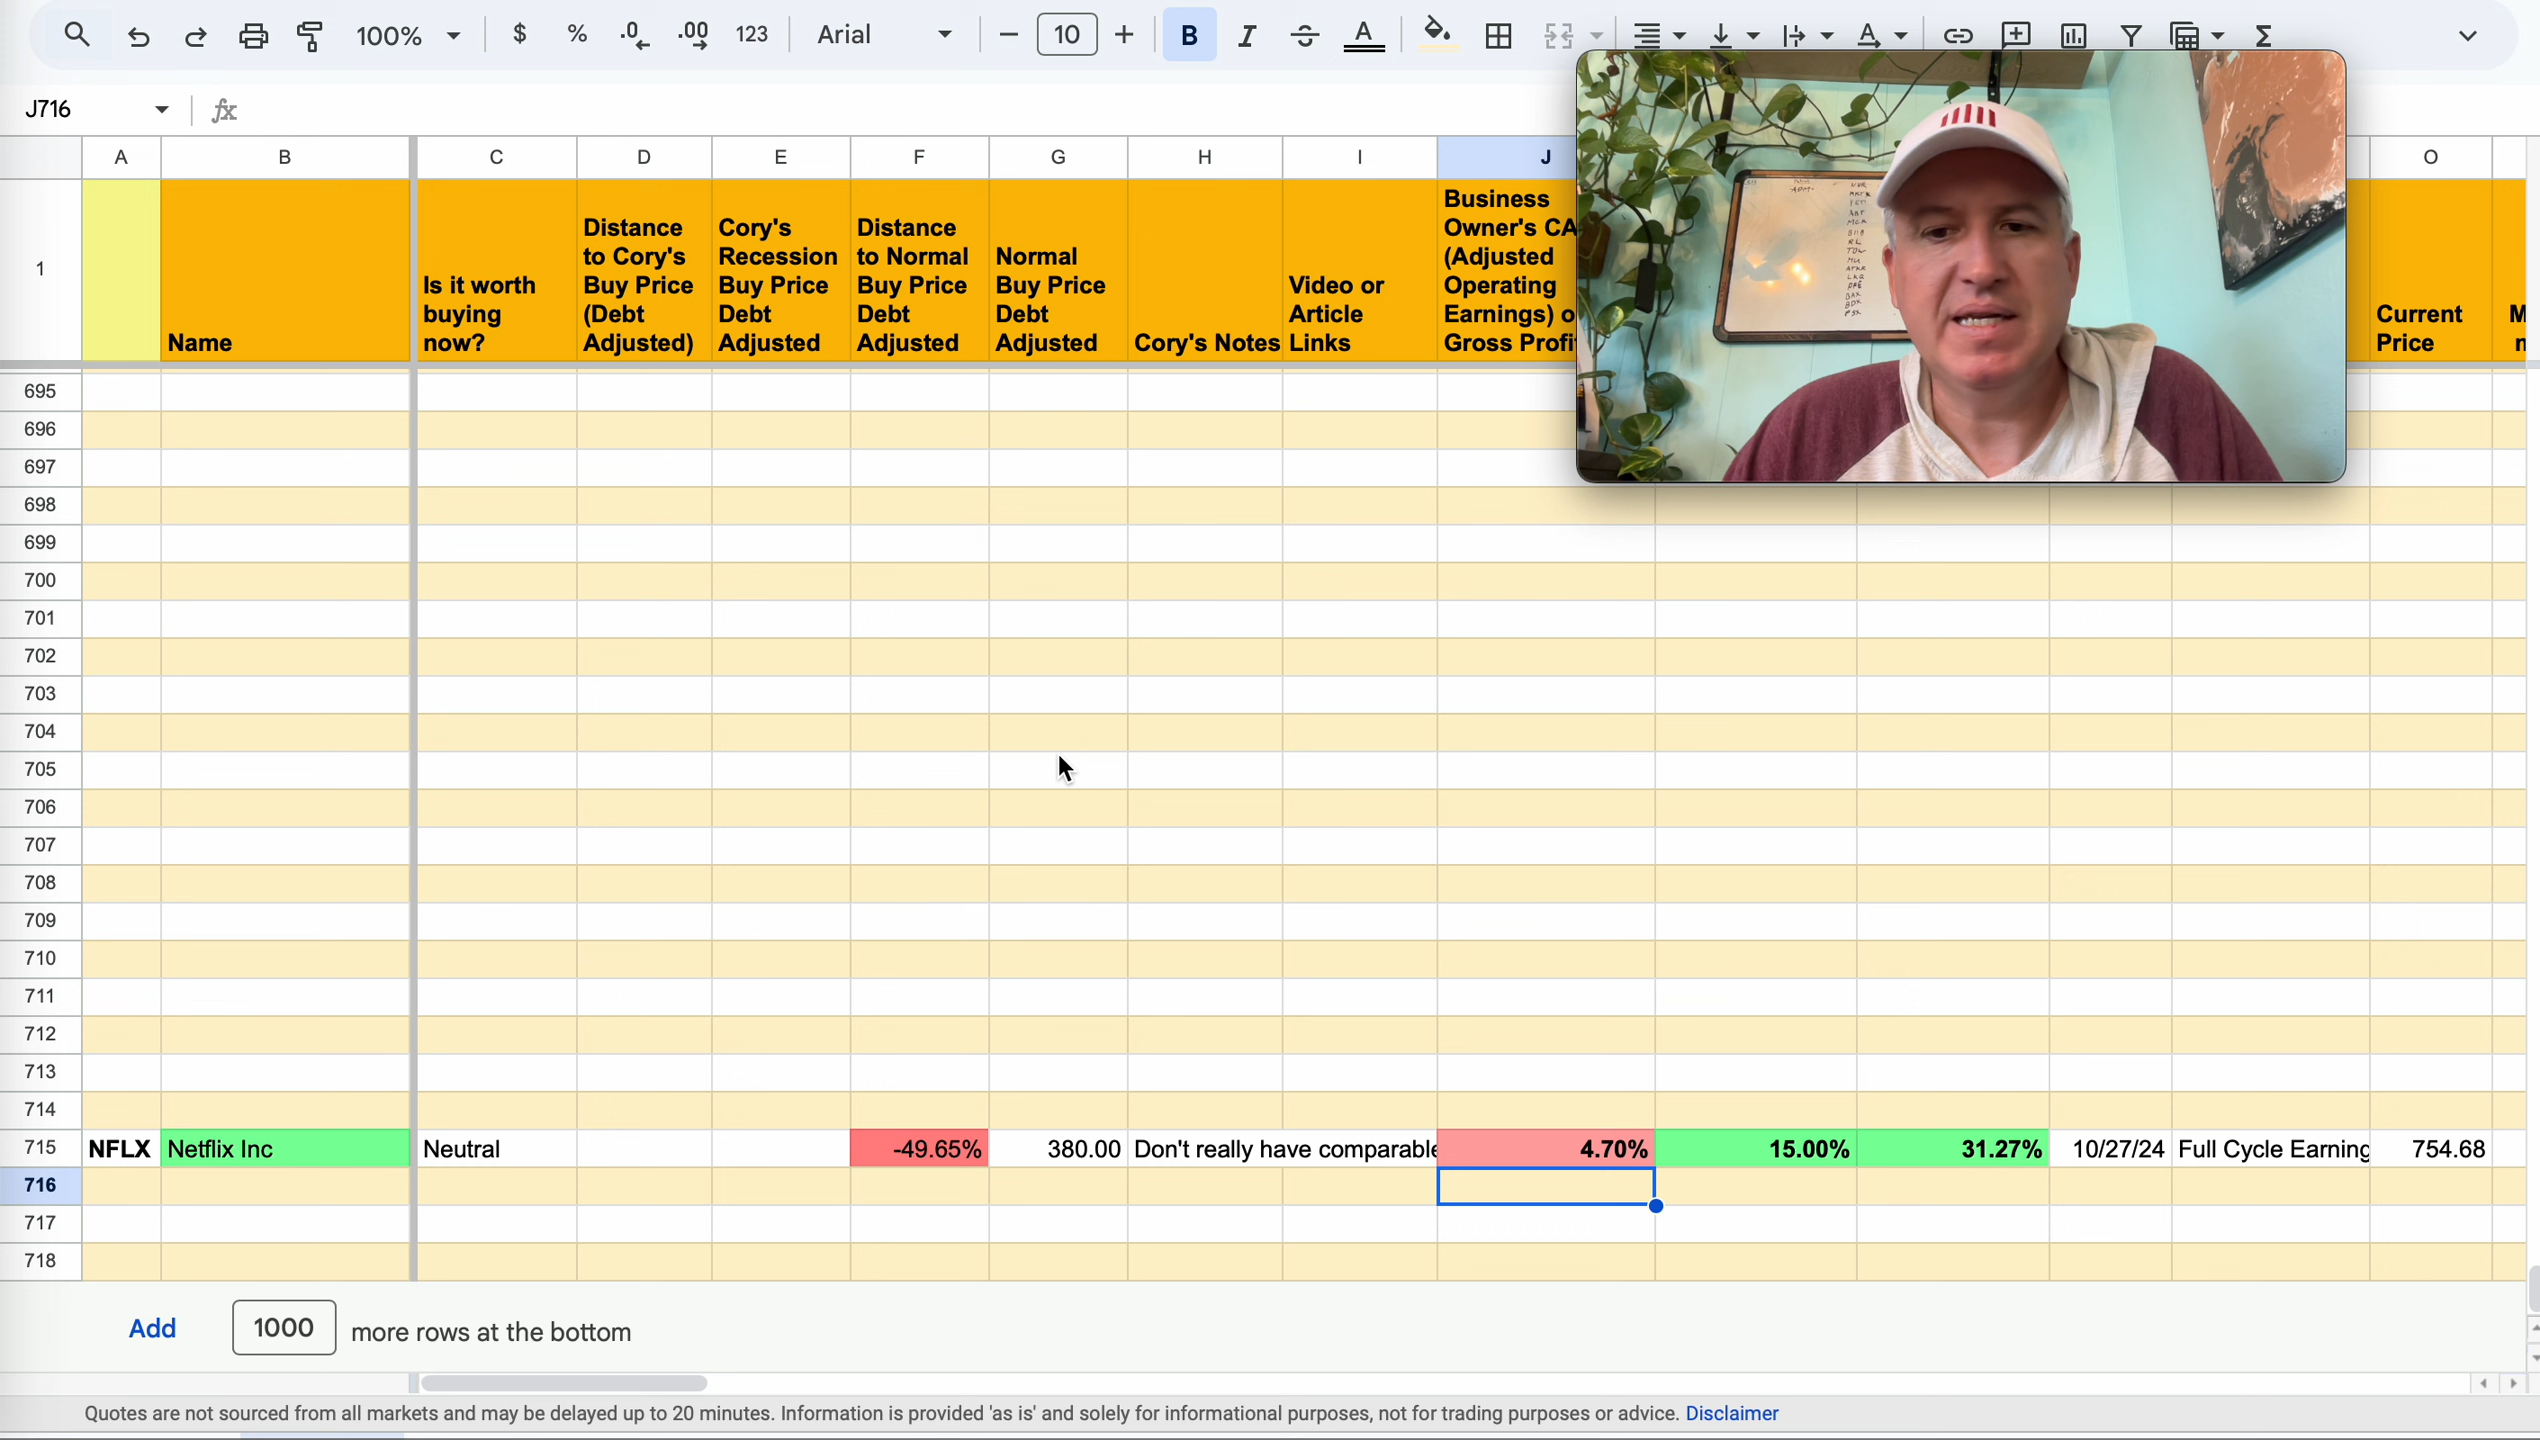 100% $ % .0 .00 123 Arial 10 B I A A Σ
J716 fx
A B C D E F G H I J O
1
Name
Is it worth
buying
now?
Distance
to Cory's
Buy Price
(Debt
Adjusted)
Cory's
Recession
Buy Price
Debt
Adjusted
Distance
to Normal
Buy Price
Debt
Adjusted
Normal
Buy Price
Debt
Adjusted
Cory's Notes
Video or
Article
Links
Business
Owner's CA
(Adjusted
Operating
Earnings) o
Gross Profi
Current
Price
M
695
696
697
698
699
700
701
702
703
704
705
706
707
708
709
710
711
712
713
714
715 NFLX Netflix Inc Neutral -49.65% 380.00 Don't really have comparable 4.70% 15.00% 31.27% 10/27/24 Full Cycle Earning 754.68
716
717
718
Add 1000 more rows at the bottom
Quotes are not sourced from all markets and may be delayed up to 20 minutes. Information is provided 'as is' and solely for informational purposes, not for trading purposes or advice. Disclaimer